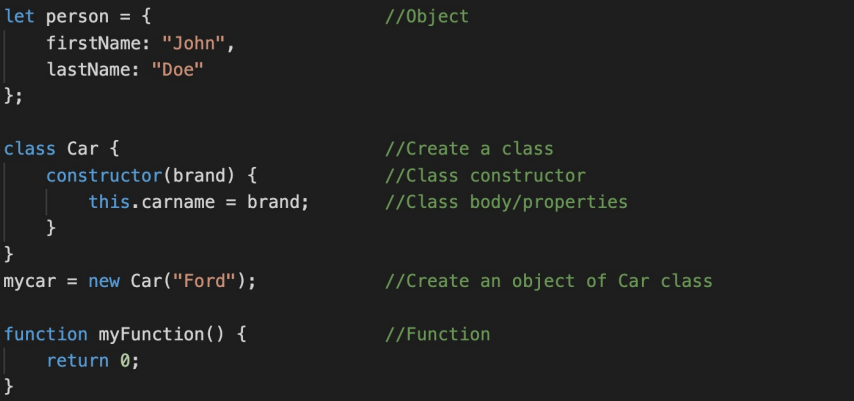 let person = { //Object
    firstName: "John",
    lastName: "Doe"
};
class Car { //Create a class
    constructor(brand) { //Class constructor
        this.carname = brand; //Class body/properties
    }
}
mycar = new Car("Ford"); //Create an object of Car class
function myFunction() { //Function
    return 0;
}